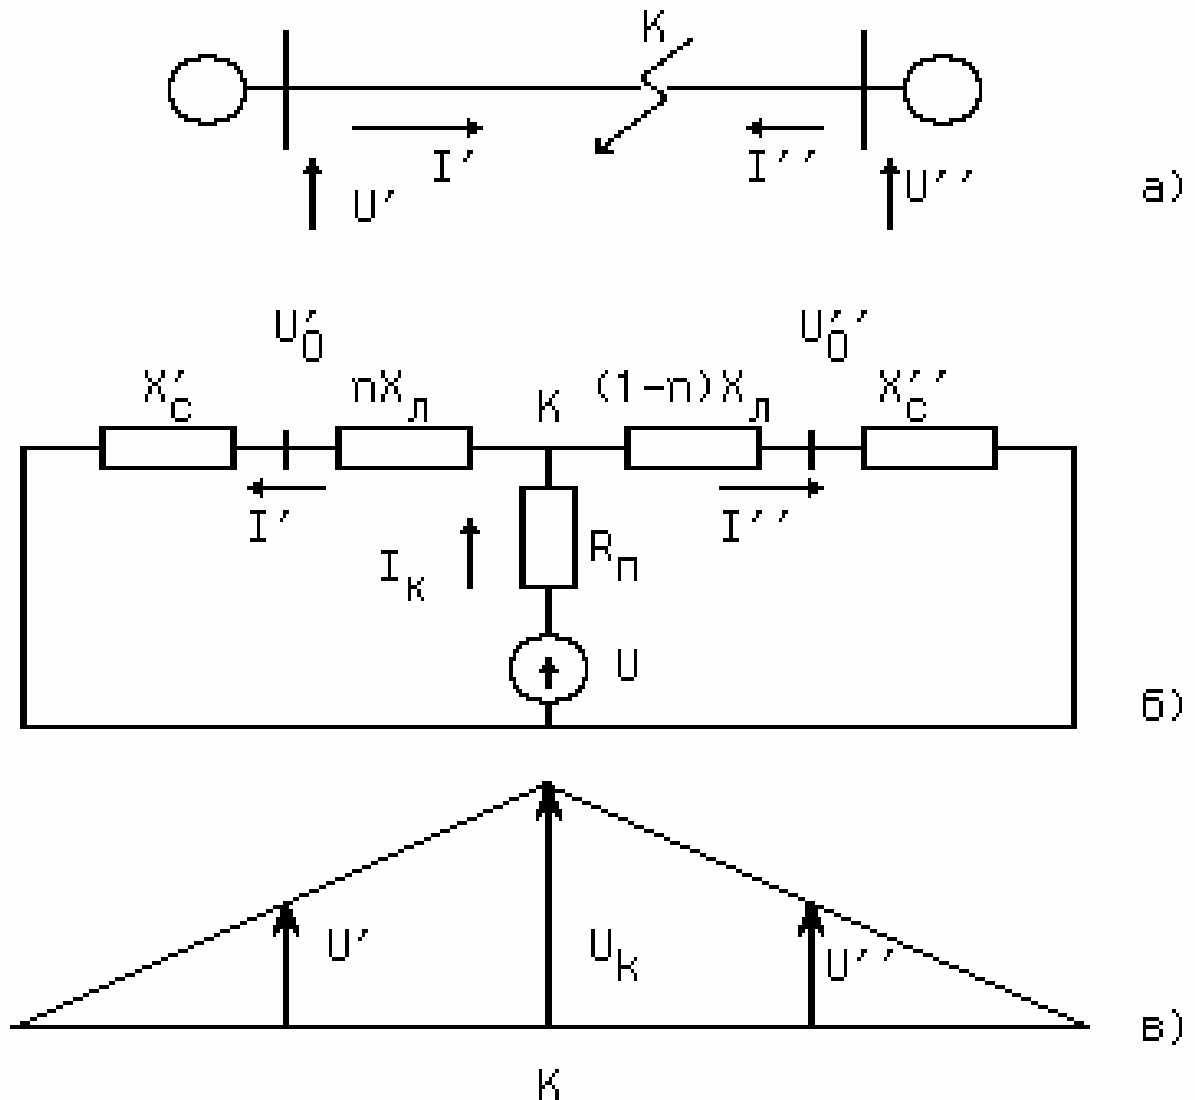 K
I′
I′′
U′
U′′
а)
U′₀
U′′₀
X′с
nXл
K
(1-n)Xл
X′′с
I′
I′′
Iк
Rп
U
б)
U′
Uк
U′′
в)
K